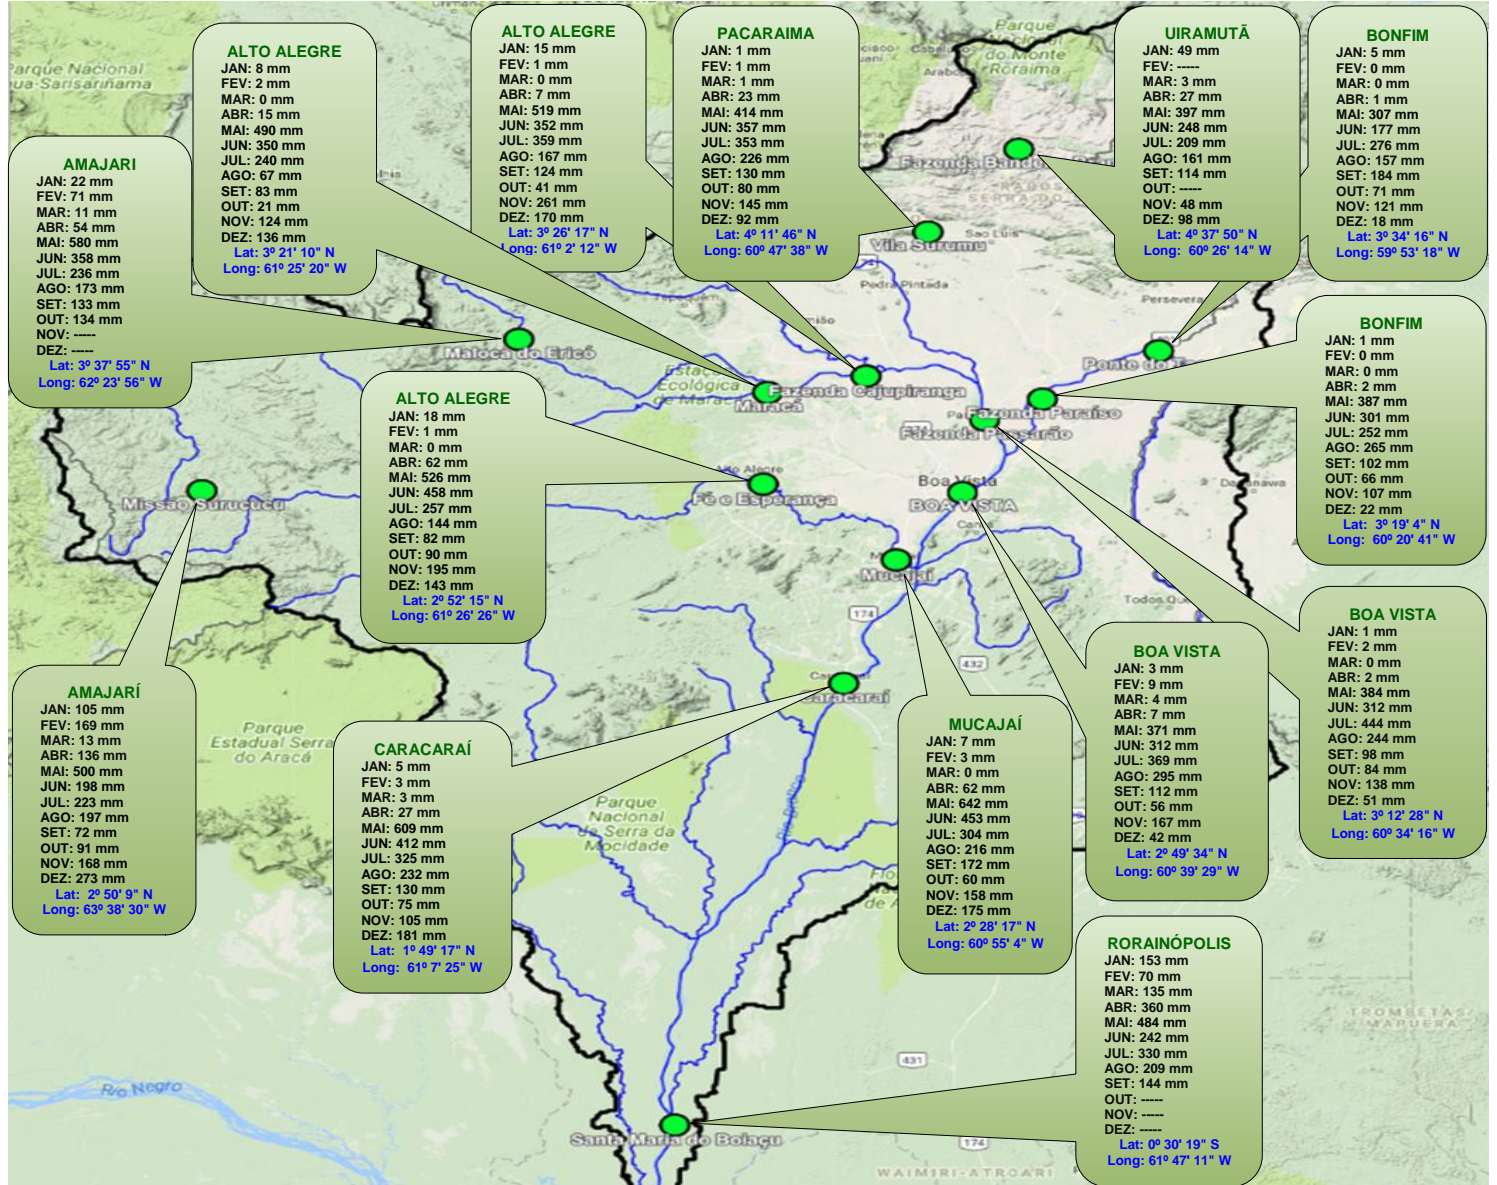 ALTO ALEGRE
JAN: 8 mm
FEV: 2 mm
MAR: 0 mm
ABR: 15 mm
MAI: 490 mm
JUN: 350 mm
JUL: 240 mm
AGO: 67 mm
SET: 83 mm
OUT: 21 mm
NOV: 124 mm
DEZ: 136 mm
Lat: 3º 21' 10" N
Long: 61º 25' 20" W
ALTO ALEGRE
JAN: 15 mm
FEV: 1 mm
MAR: 0 mm
ABR: 7 mm
MAI: 519 mm
JUN: 352 mm
JUL: 359 mm
AGO: 167 mm
SET: 124 mm
OUT: 41 mm
NOV: 261 mm
DEZ: 170 mm
Lat: 3º 26' 17" N
Long: 61º 2' 12" W
PACARAIMA
JAN: 1 mm
FEV: 1 mm
MAR: 1 mm
ABR: 23 mm
MAI: 414 mm
JUN: 357 mm
JUL: 353 mm
AGO: 226 mm
SET: 130 mm
OUT: 80 mm
NOV: 145 mm
DEZ: 92 mm
Lat: 4º 11' 46" N
Long: 60º 47' 38" W
UIRAMUTÃ
JAN: 49 mm
FEV: -----
MAR: 3 mm
ABR: 27 mm
MAI: 397 mm
JUN: 248 mm
JUL: 209 mm
AGO: 161 mm
SET: 114 mm
OUT: -----
NOV: 48 mm
DEZ: 98 mm
Lat: 4º 37' 50" N
Long: 60º 26' 14" W
BONFIM
JAN: 5 mm
FEV: 0 mm
MAR: 0 mm
ABR: 1 mm
MAI: 307 mm
JUN: 177 mm
JUL: 276 mm
AGO: 157 mm
SET: 184 mm
OUT: 71 mm
NOV: 121 mm
DEZ: 18 mm
Lat: 3º 34' 16" N
Long: 59º 53' 18" W
AMAJARI
JAN: 22 mm
FEV: 71 mm
MAR: 11 mm
ABR: 54 mm
MAI: 580 mm
JUN: 358 mm
JUL: 236 mm
AGO: 173 mm
SET: 133 mm
OUT: 134 mm
NOV: -----
DEZ: -----
Lat: 3º 37' 55" N
Long: 62º 23' 56" W
BONFIM
JAN: 1 mm
FEV: 0 mm
MAR: 0 mm
ABR: 2 mm
MAI: 387 mm
JUN: 301 mm
JUL: 252 mm
AGO: 265 mm
SET: 102 mm
OUT: 66 mm
NOV: 107 mm
DEZ: 22 mm
Lat: 3º 19' 4" N
Long: 60º 20' 41" W
ALTO ALEGRE
JAN: 18 mm
FEV: 1 mm
MAR: 0 mm
ABR: 62 mm
MAI: 526 mm
JUN: 458 mm
JUL: 257 mm
AGO: 144 mm
SET: 82 mm
OUT: 90 mm
NOV: 195 mm
DEZ: 143 mm
Lat: 2º 52' 15" N
Long: 61º 26' 26" W
BOA VISTA
JAN: 1 mm
FEV: 2 mm
MAR: 0 mm
ABR: 2 mm
MAI: 384 mm
JUN: 312 mm
JUL: 444 mm
AGO: 244 mm
SET: 98 mm
OUT: 84 mm
NOV: 138 mm
DEZ: 51 mm
Lat: 3º 12' 28" N
Long: 60º 34' 16" W
BOA VISTA
JAN: 3 mm
FEV: 9 mm
MAR: 4 mm
ABR: 7 mm
MAI: 371 mm
JUN: 312 mm
JUL: 369 mm
AGO: 295 mm
SET: 112 mm
OUT: 56 mm
NOV: 167 mm
DEZ: 42 mm
Lat: 2º 49' 34" N
Long: 60º 39' 29" W
AMAJARÍ
JAN: 105 mm
FEV: 169 mm
MAR: 13 mm
ABR: 136 mm
MAI: 500 mm
JUN: 198 mm
JUL: 223 mm
AGO: 197 mm
SET: 72 mm
OUT: 91 mm
NOV: 168 mm
DEZ: 273 mm
Lat: 2º 50' 9" N
Long: 63º 38' 30" W
CARACARAÍ
JAN: 5 mm
FEV: 3 mm
MAR: 3 mm
ABR: 27 mm
MAI: 609 mm
JUN: 412 mm
JUL: 325 mm
AGO: 232 mm
SET: 130 mm
OUT: 75 mm
NOV: 105 mm
DEZ: 181 mm
Lat: 1º 49' 17" N
Long: 61º 7' 25" W
MUCAJAÍ
JAN: 7 mm
FEV: 3 mm
MAR: 0 mm
ABR: 62 mm
MAI: 642 mm
JUN: 453 mm
JUL: 304 mm
AGO: 216 mm
SET: 172 mm
OUT: 60 mm
NOV: 158 mm
DEZ: 175 mm
Lat: 2º 28' 17" N
Long: 60º 55' 4" W
RORAINÓPOLIS
JAN: 153 mm
FEV: 70 mm
MAR: 135 mm
ABR: 360 mm
MAI: 484 mm
JUN: 242 mm
JUL: 330 mm
AGO: 209 mm
SET: 144 mm
OUT: -----
NOV: -----
DEZ: -----
Lat: 0º 30' 19" S
Long: 61º 47' 11" W
Parque
Nacional
do Monte
Roraima
Parque Nacional
Fazenda
Vila Surumu
Sao Luis
Pedra Pintada
Maloca do Ericó
Ponte do
Estaç
Ecológica
de Marac
Maracá
Fazenda Cajupiranga
Fazenda Paraíso
Fazenda Passarão
Missão Surucucu
Alto Alegre
Fé e Esperança
Boa Vista
BOA VISTA
Mucajaí
174
432
Caracaraí
Parque
Estadual Serra
do Aracá
Parque
Nacional
da Serra da
Mocidade
Rio Branco
Rio Negro
431
174
Santa Maria do Boiaçu
TROMBETAS/
MAPUERA
WAIMIRI-ATROARI